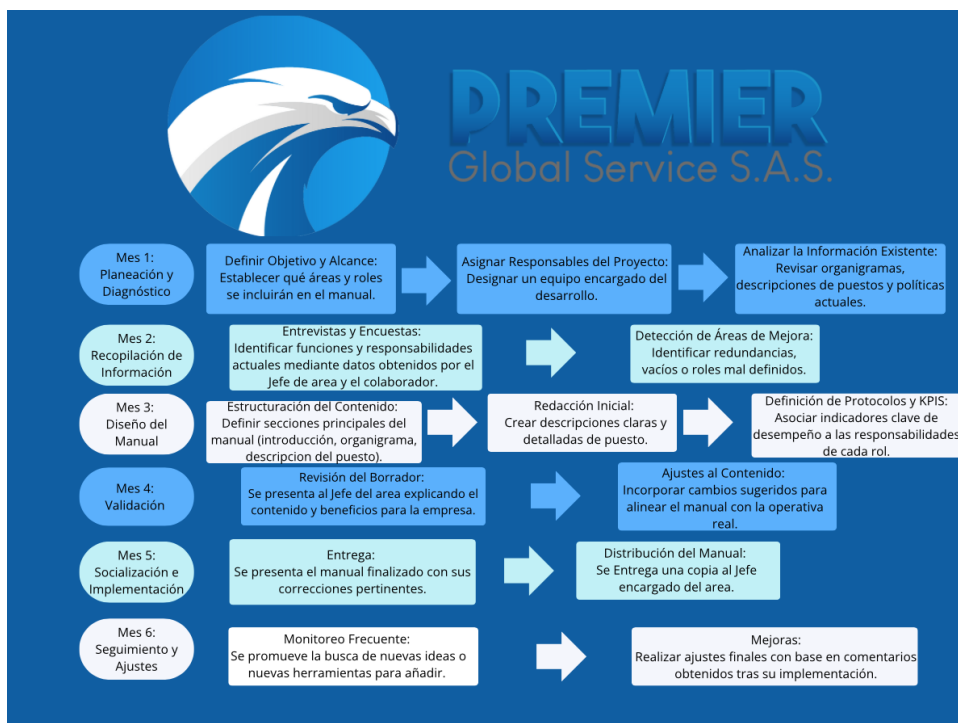 PREMIER
Global Service S.A.S.
Mes 1:
Planeación y
Diagnóstico
Definir Objetivo y Alcance:
Establecer qué áreas y roles
se incluirán en el manual.
Asignar Responsables del Proyecto:
Designar un equipo encargado del
desarrollo.
Analizar la Información Existente:
Revisar organigramas,
descripciones de puestos y políticas
actuales.
Mes 2:
Recopilación de
Información
Entrevistas y Encuestas:
Identificar funciones y responsabilidades
actuales mediante datos obtenidos por el
Jefe de area y el colaborador.
Detección de Áreas de Mejora:
Identificar redundancias,
vacíos o roles mal definidos.
Mes 3:
Diseño del
Manual
Estructuración del Contenido:
Definir secciones principales del
manual (introducción, organigrama,
descripcion del puesto).
Redacción Inicial:
Crear descripciones claras y
detalladas de puesto.
Definición de Protocolos y KPIS:
Asociar indicadores clave de
desempeño a las responsabilidades
de cada rol.
Mes 4:
Validación
Revisión del Borrador:
Se presenta al Jefe del area explicando el
contenido y beneficios para la empresa.
Ajustes al Contenido:
Incorporar cambios sugeridos para
alinear el manual con la operativa
real.
Mes 5:
Socialización e
Implementación
Entrega:
Se presenta el manual finalizado con sus
correcciones pertinentes.
Distribución del Manual:
Se Entrega una copia al Jefe
encargado del area.
Mes 6:
Seguimiento y
Ajustes
Monitoreo Frecuente:
Se promueve la busca de nuevas ideas o
nuevas herramientas para añadir.
Mejoras:
Realizar ajustes finales con base en comentarios
obtenidos tras su implementación.